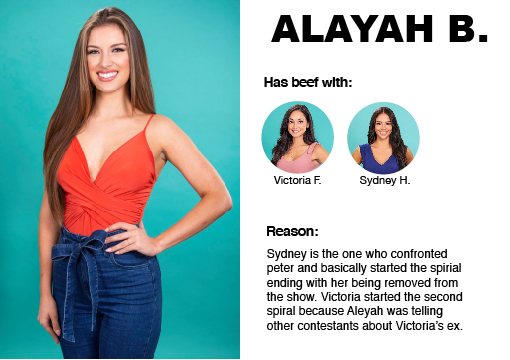 ALAYAH B.
Has beef with:
Victoria F.
Sydney H.
Reason:
Sydney is the one who confronted
peter and basically started the spirial
ending with her being removed from
the show. Victoria started the second
spiral because Aleyah was telling
other contestants about Victoria's ex.